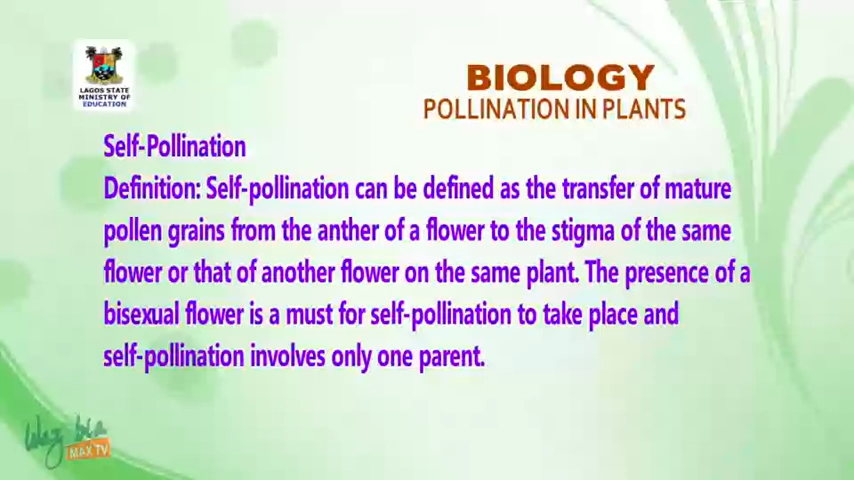 LAGOS STATE
MINISTRY OF
EDUCATION
BIOLOGY
POLLINATION IN PLANTS
Self-Pollination
Definition: Self-pollination can be defined as the transfer of mature
pollen grains from the anther of a flower to the stigma of the same
flower or that of another flower on the same plant. The presence of a
bisexual flower is a must for self-pollination to take place and
self-pollination involves only one parent.
MAX TV